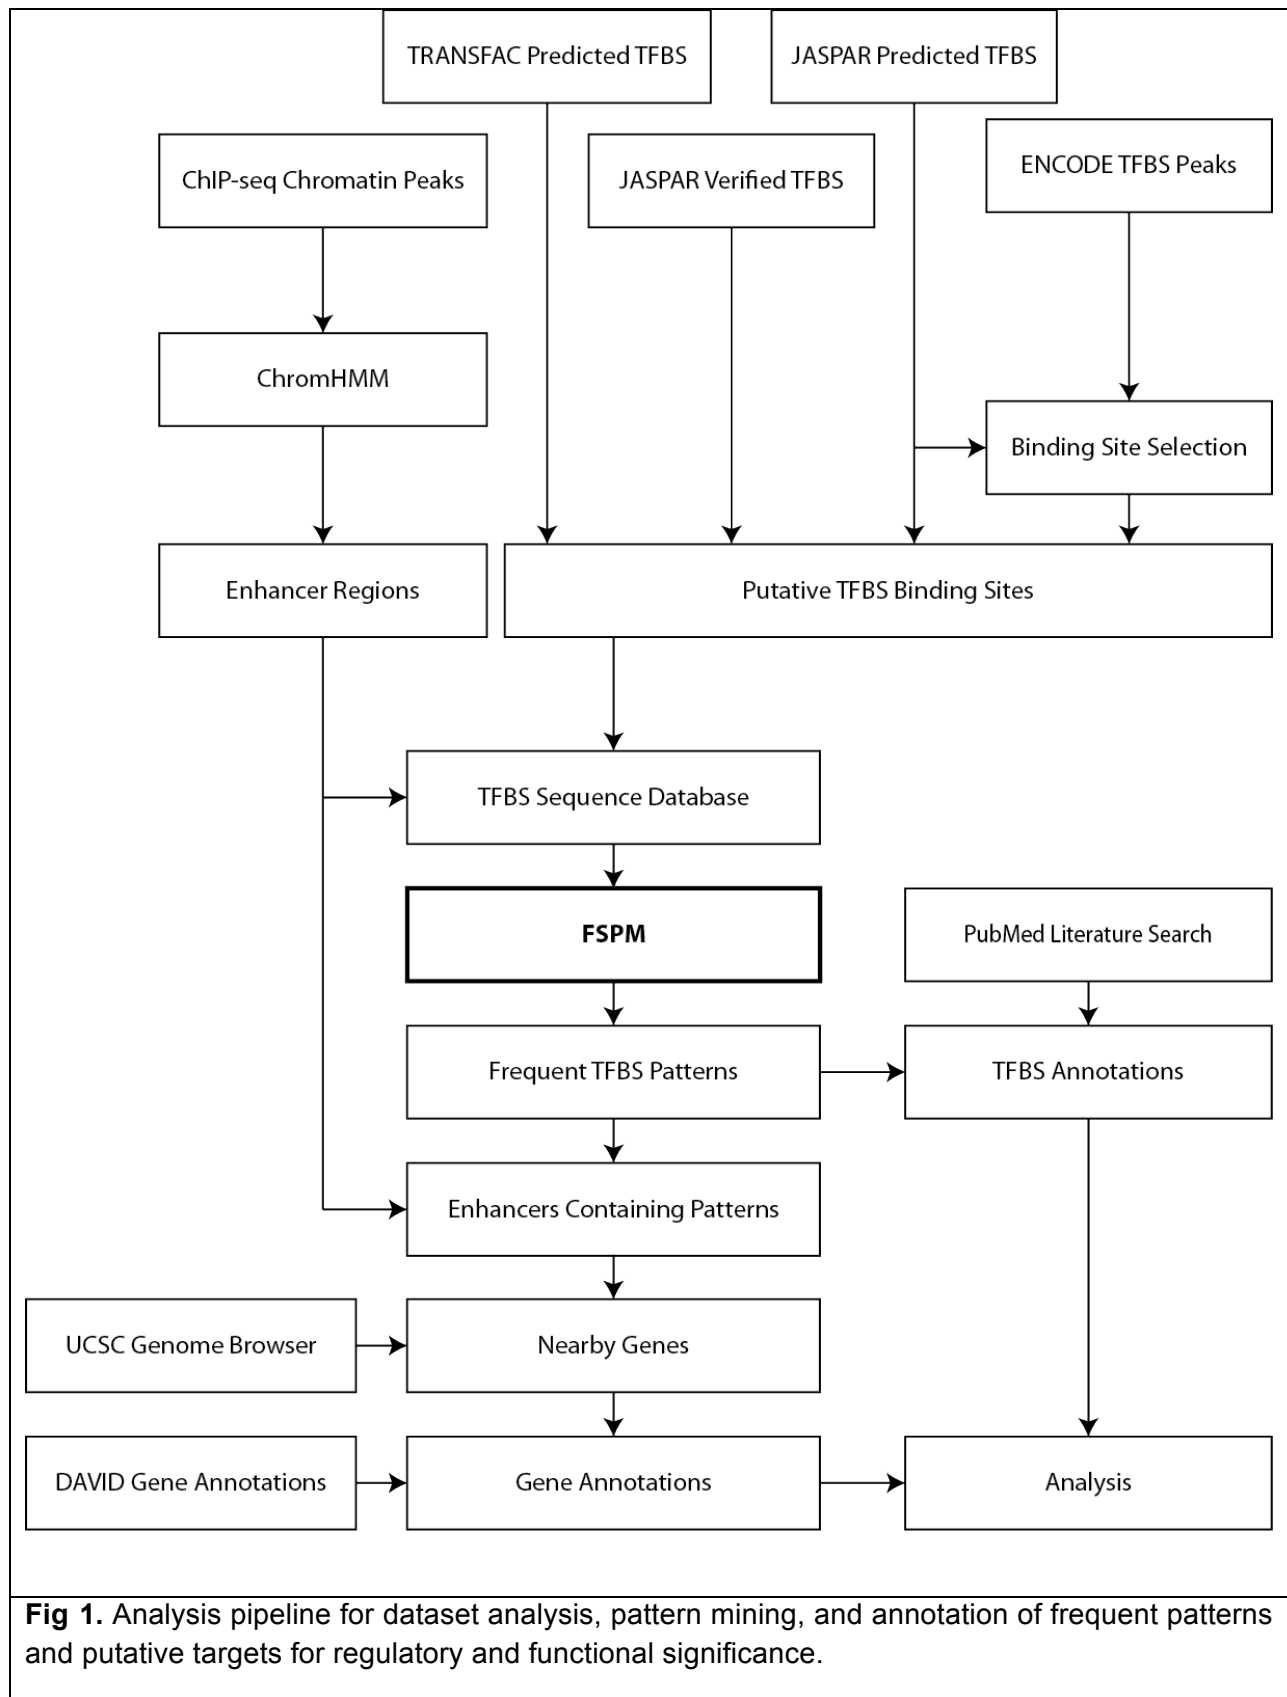 TRANSFAC Predicted TFBS
JASPAR Predicted TFBS
ChIP-seq Chromatin Peaks
JASPAR Verified TFBS
ENCODE TFBS Peaks
ChromHMM
Binding Site Selection
Enhancer Regions
Putative TFBS Binding Sites
TFBS Sequence Database
FSPM
PubMed Literature Search
Frequent TFBS Patterns
TFBS Annotations
Enhancers Containing Patterns
UCSC Genome Browser
Nearby Genes
DAVID Gene Annotations
Gene Annotations
Analysis
Fig 1. Analysis pipeline for dataset analysis, pattern mining, and annotation of frequent patterns
and putative targets for regulatory and functional significance.